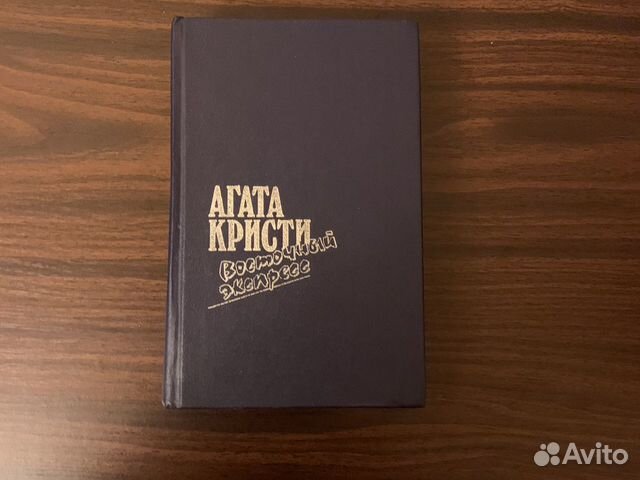 АГАТА
КРИСТИ
Восточный
экспресс
Avito